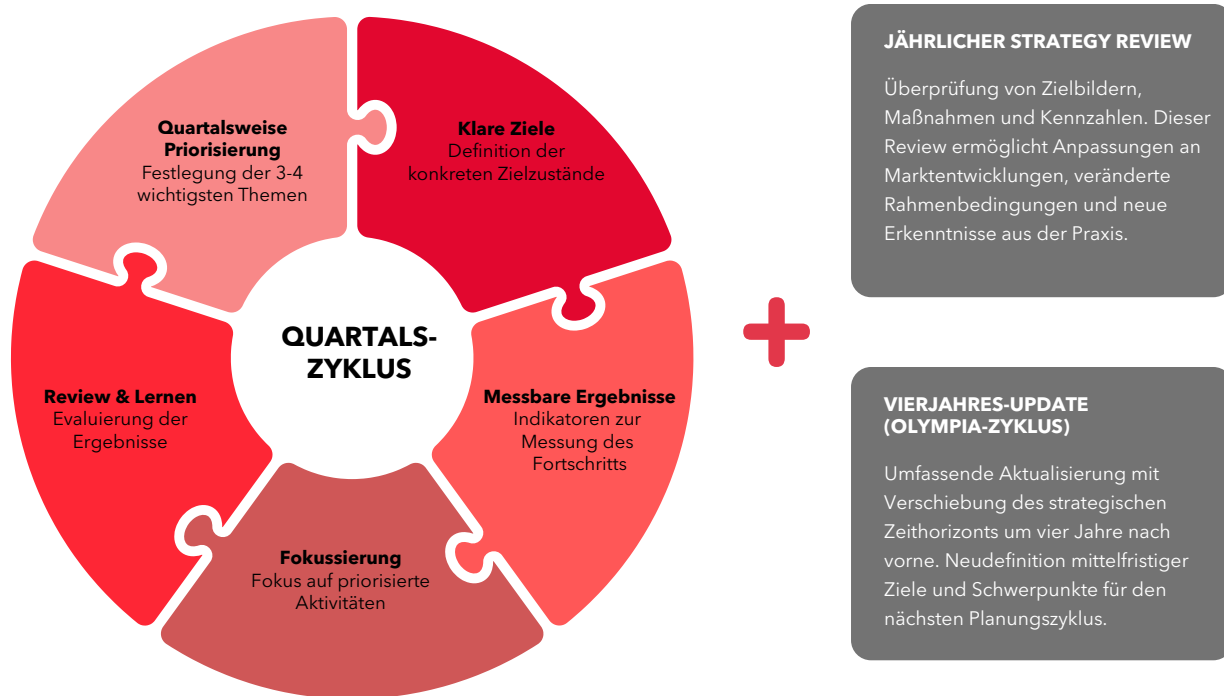 Quartalsweise
Priorisierung
Festlegung der 3-4
wichtigsten Themen
Klare Ziele
Definition der
konkreten Zielzustände
Messbare Ergebnisse
Indikatoren zur
Messung des
Fortschritts
Fokussierung
Fokus auf priorisierte
Aktivitäten
Review & Lernen
Evaluierung der
Ergebnisse
QUARTALS-
ZYKLUS
JÄHRLICHER STRATEGY REVIEW
Überprüfung von Zielbildern,
Maßnahmen und Kennzahlen. Dieser
Review ermöglicht Anpassungen an
Marktentwicklungen, veränderte
Rahmenbedingungen und neue
Erkenntnisse aus der Praxis.
VIERJAHRES-UPDATE
(OLYMPIA-ZYKLUS)
Umfassende Aktualisierung mit
Verschiebung des strategischen
Zeithorizonts um vier Jahre nach
vorne. Neudefinition mittelfristiger
Ziele und Schwerpunkte für den
nächsten Planungszyklus.